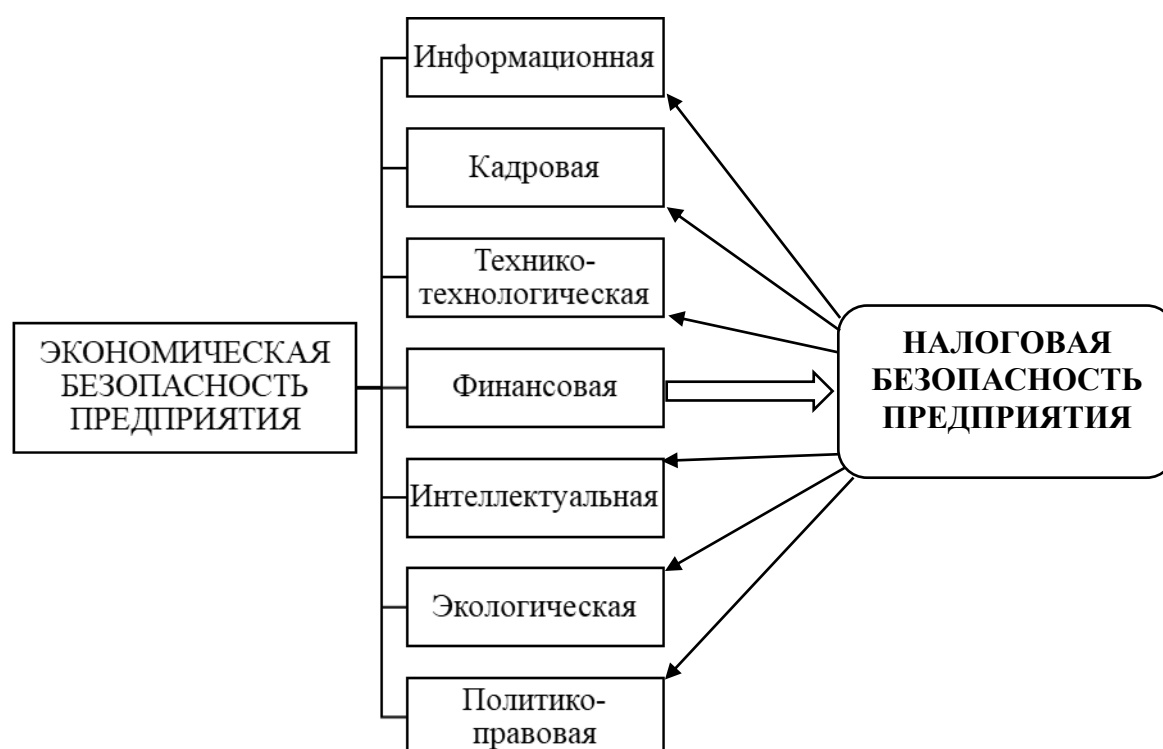 Информационная
Кадровая
Технико-
технологическая
ЭКОНОМИЧЕСКАЯ
БЕЗОПАСНОСТЬ
ПРЕДПРИЯТИЯ
Финансовая
НАЛОГОВАЯ
БЕЗОПАСНОСТЬ
ПРЕДПРИЯТИЯ
Интеллектуальная
Экологическая
Политико-
правовая